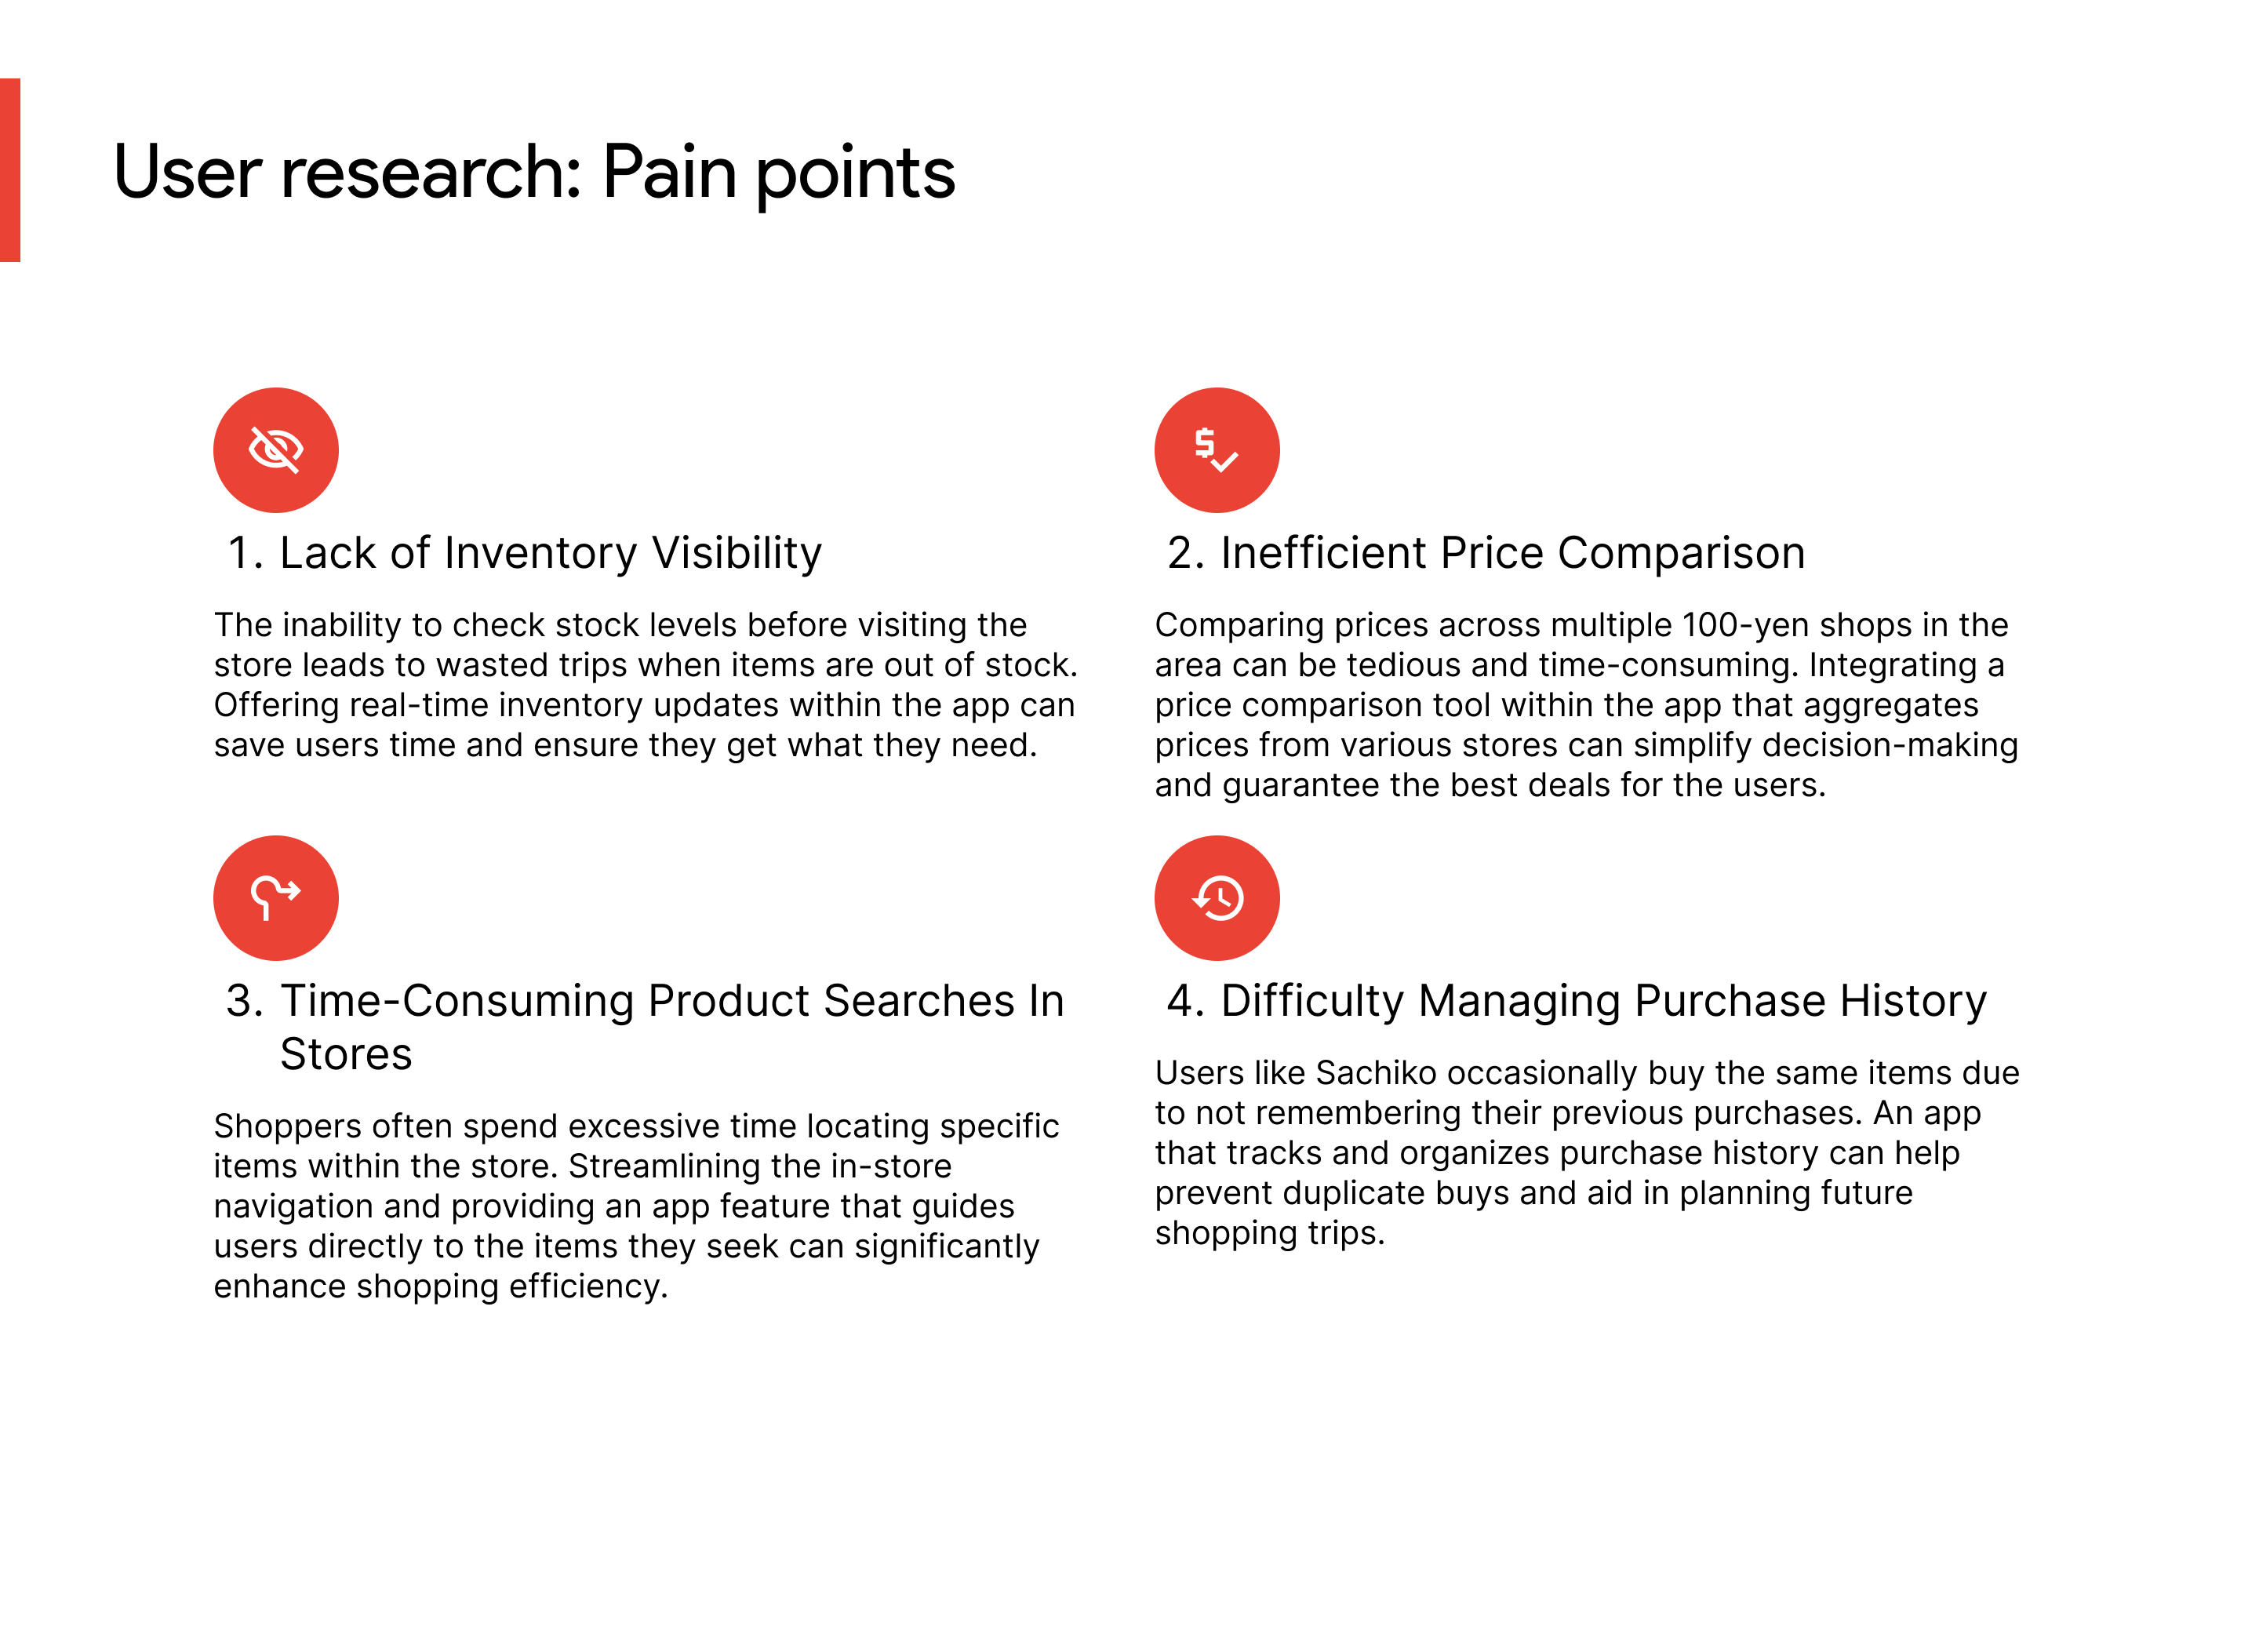 User research: Pain points
1. Lack of Inventory Visibility
The inability to check stock levels before visiting the
store leads to wasted trips when items are out of stock.
Offering real-time inventory updates within the app can
save users time and ensure they get what they need.
2. Inefficient Price Comparison
Comparing prices across multiple 100-yen shops in the
area can be tedious and time-consuming. Integrating a
price comparison tool within the app that aggregates
prices from various stores can simplify decision-making
and guarantee the best deals for the users.
3. Time-Consuming Product Searches In
Stores
Shoppers often spend excessive time locating specific
items within the store. Streamlining the in-store
navigation and providing an app feature that guides
users directly to the items they seek can significantly
enhance shopping efficiency.
4. Difficulty Managing Purchase History
Users like Sachiko occasionally buy the same items due
to not remembering their previous purchases. An app
that tracks and organizes purchase history can help
prevent duplicate buys and aid in planning future
shopping trips.